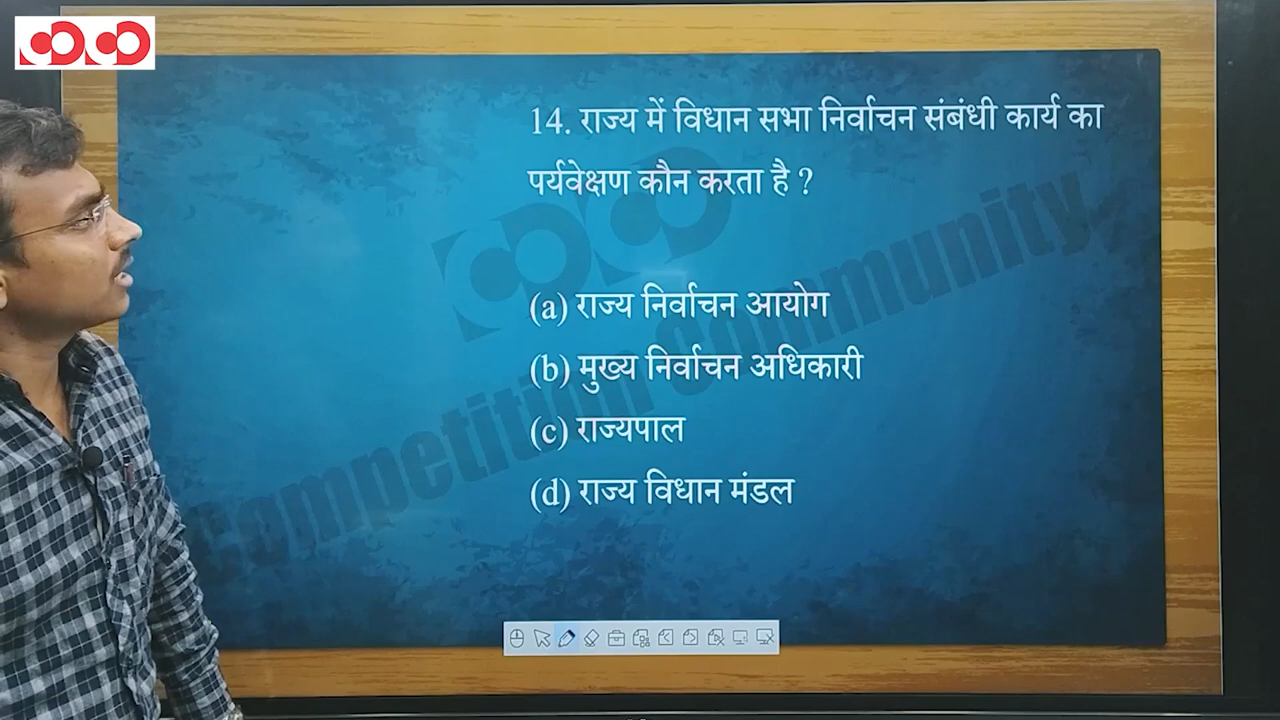 14. राज्य में विधान सभा निर्वाचन संबंधी कार्य का
पर्यवेक्षण कौन करता है ?
(a) राज्य निर्वाचन आयोग
(b) मुख्य निर्वाचन अधिकारी
(c) राज्यपाल
(d) राज्य विधान मंडल
competition community